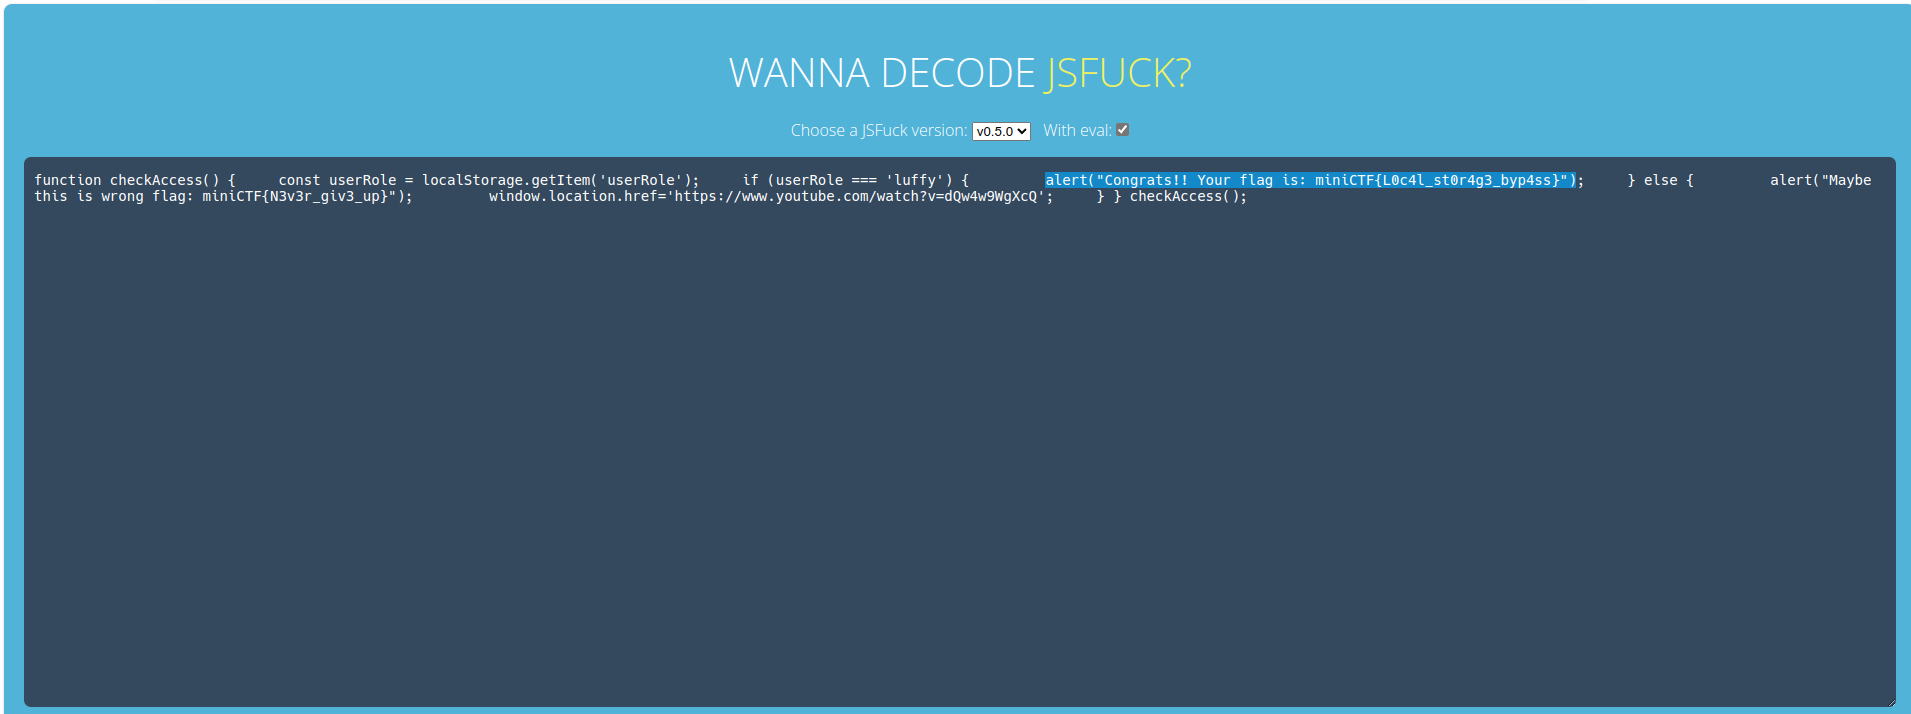 WANNA DECODE JSFUCK?
Choose a JSFuck version: v0.5.0 With eval:
function checkAccess() {     const userRole = localStorage.getItem('userRole');     if (userRole === 'luffy') {         alert("Congrats!! Your flag is: miniCTF{L0c4l_st0r4g3_byp4ss}");     } else {         alert("Maybe
this is wrong flag: miniCTF{N3v3r_giv3_up}");         window.location.href='https://www.youtube.com/watch?v=dQw4w9WgXcQ';     } } checkAccess();